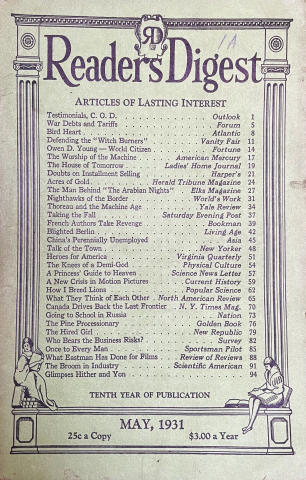 RD
1A
Reader's Digest
ARTICLES OF LASTING INTEREST
Testimonials, C. O. D. . . . Outlook 1
War Debts and Tariffs . . . Forum 5
Bird Heart . . . Atlantic 8
Defending the "Witch Burners" . . . Vanity Fair 11
Owen D. Young — World Citizen . . . Fortune 14
The Worship of the Machine . . . American Mercury 17
The House of Tomorrow . . . Ladies' Home Journal 19
Doubts on Installment Selling . . . Harper's 21
Acres of Gold . . . Herald Tribune Magazine 24
The Man Behind "The Arabian Nights" . . . Elks Magazine 27
Nighthawks of the Border . . . World's Work 31
Thoreau and the Machine Age . . . Yale Review 34
Taking the Fall . . . Saturday Evening Post 37
French Authors Take Revenge . . . Bookman 39
Blighted Berlin . . . Living Age 42
China's Perennially Unemployed . . . Asia 45
Talk of the Town . . . New Yorker 48
Heroes for America . . . Virginia Quarterly 51
The Knees of a Demi-God . . . Physical Culture 54
A Princess' Guide to Heaven . . . Science News Letter 57
A New Crisis in Motion Pictures . . . Current History 59
How I Breed Lions . . . Popular Science 62
What They Think of Each Other . . . North American Review 65
Canada Drives Back the Last Frontier . . . N. Y. Times Mag. 70
Going to School in Russia . . . Nation 73
The Pine Processionary . . . Golden Book 76
The Hired Girl . . . New Republic 79
Who Bears the Business Risks? . . . Survey 82
Once to Every Man . . . Sportsman Pilot 85
What Eastman Has Done for Films . . . Review of Reviews 88
The Broom in Industry . . . Scientific American 91
Glimpses Hither and Yon . . . 94
TENTH YEAR OF PUBLICATION
MAY, 1931
25c a Copy $3.00 a Year